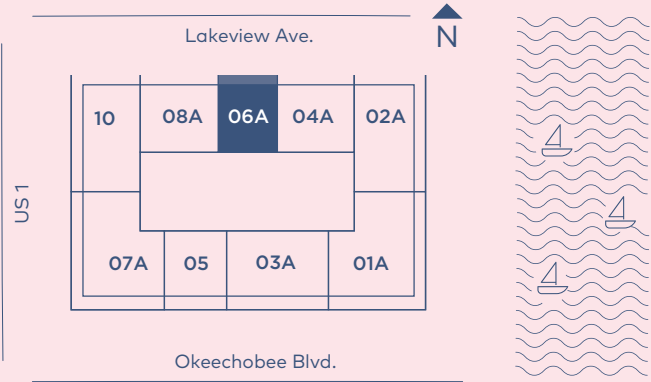 Lakeview Ave.
N
10 08A 06A 04A 02A
US 1
07A 05 03A 01A
Okeechobee Blvd.